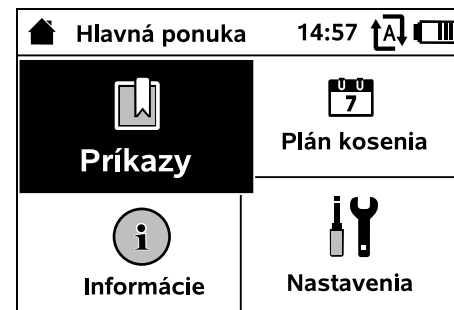 Hlavná ponuka 14:57 A
Príkazy
7
Plán kosenia
i
Informácie
Nastavenia